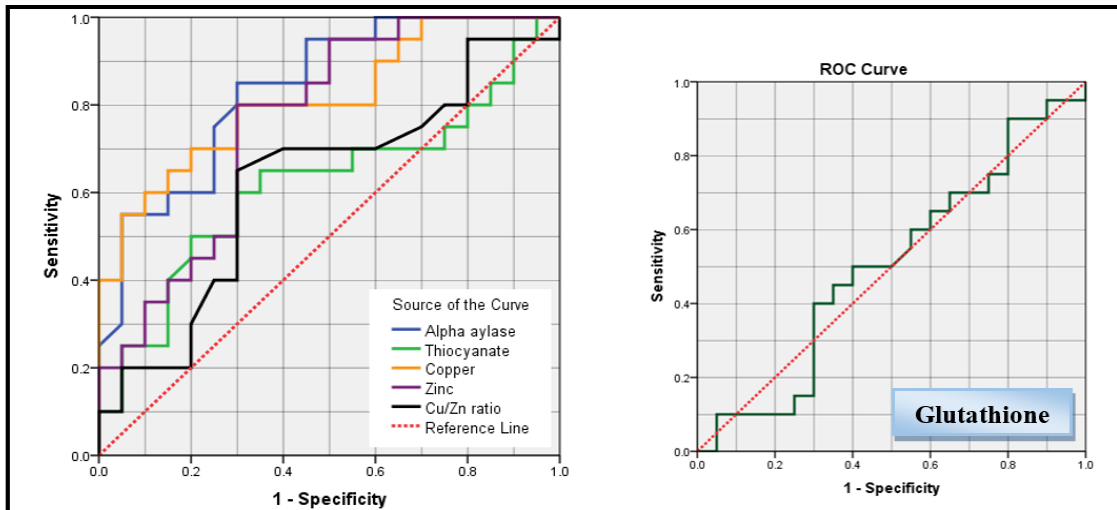 1.0
0.8
0.6
0.4
0.2
0.0
Sensitivity
0.0
0.2
0.4
0.6
0.8
1.0
1 - Specificity
Source of the Curve
Alpha aylase
Thiocyanate
Copper
Zinc
Cu/Zn ratio
Reference Line
ROC Curve
1.0
0.8
0.6
0.4
0.2
0.0
Sensitivity
0.0
0.2
0.4
0.6
0.8
1.0
1 - Specificity
Glutathione